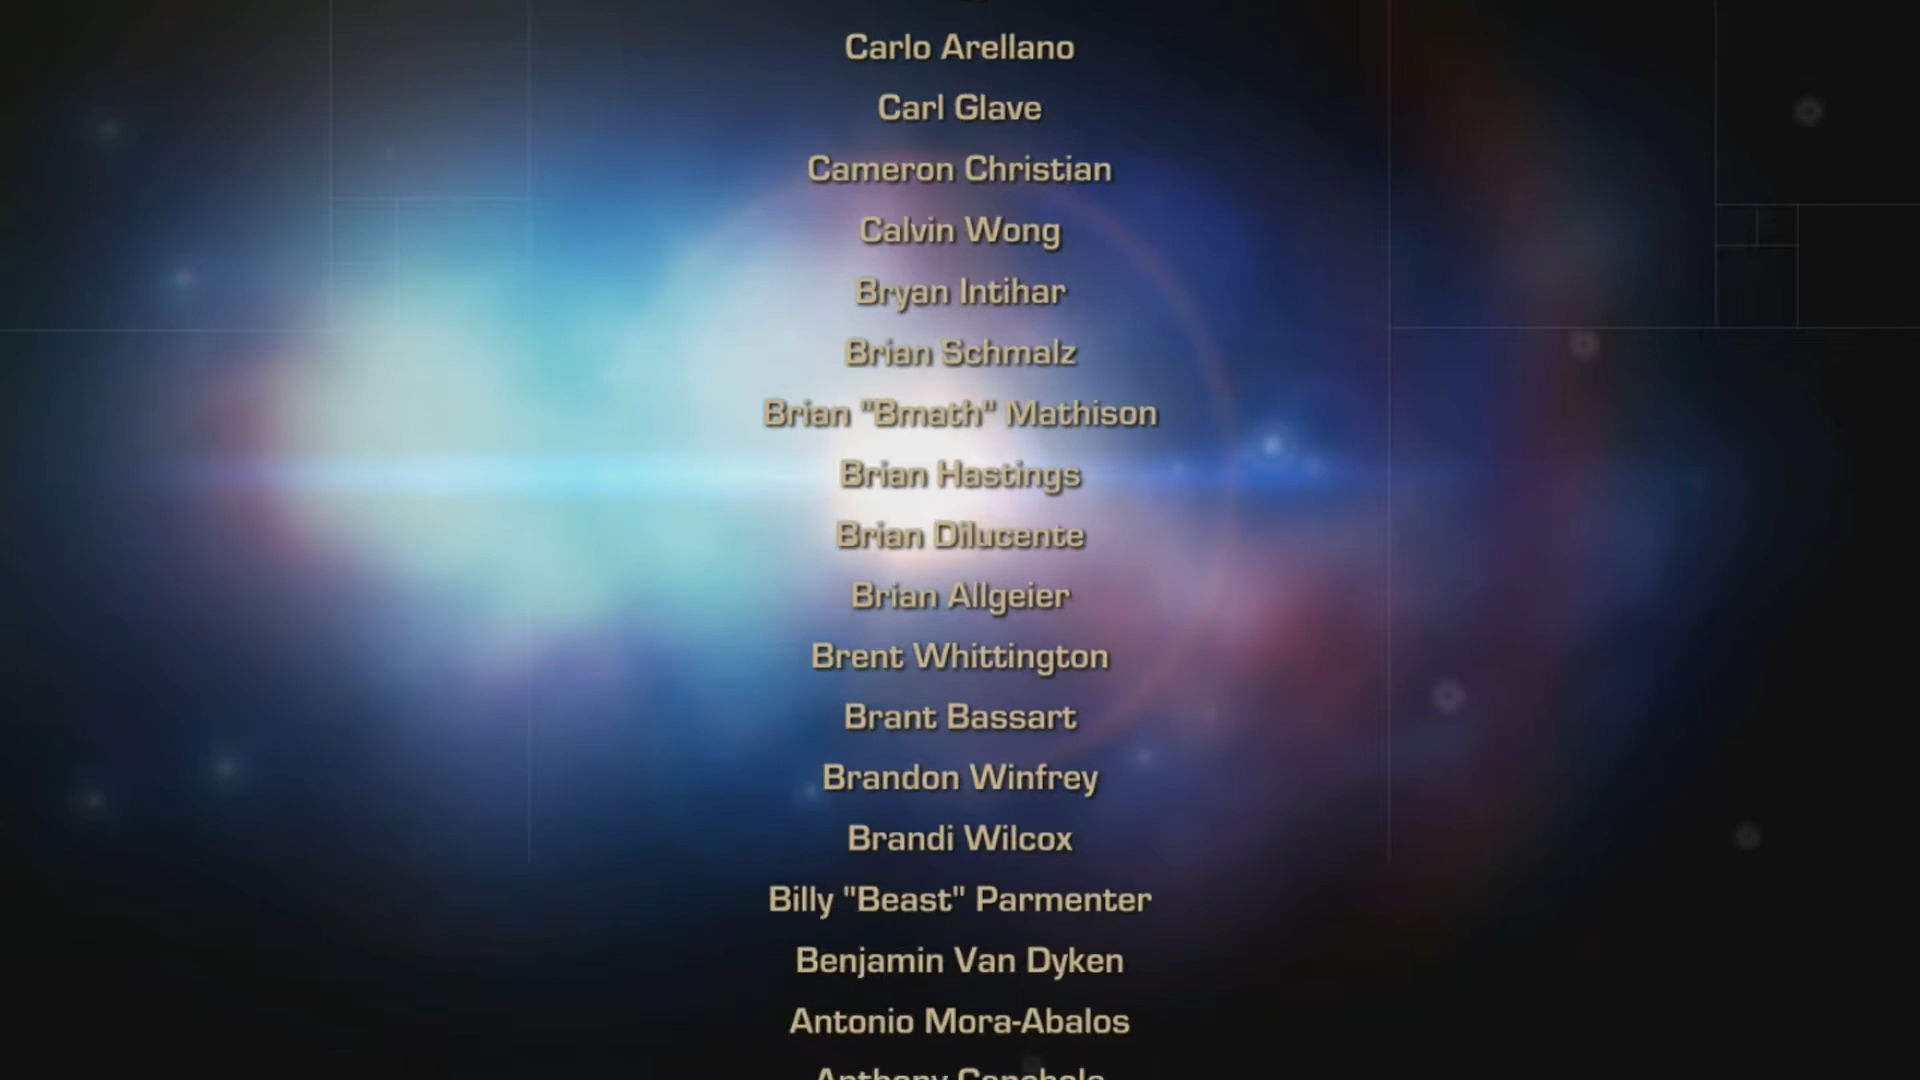 Carlo Arellano
Carl Glave
Cameron Christian
Calvin Wong
Bryan Intihar
Brian Schmalz
Brian "Bmath" Mathison
Brian Hastings
Brian Dilucente
Brian Allgeier
Brent Whittington
Brant Bassart
Brandon Winfrey
Brandi Wilcox
Billy "Beast" Parmenter
Benjamin Van Dyken
Antonio Mora-Abalos
Anthony